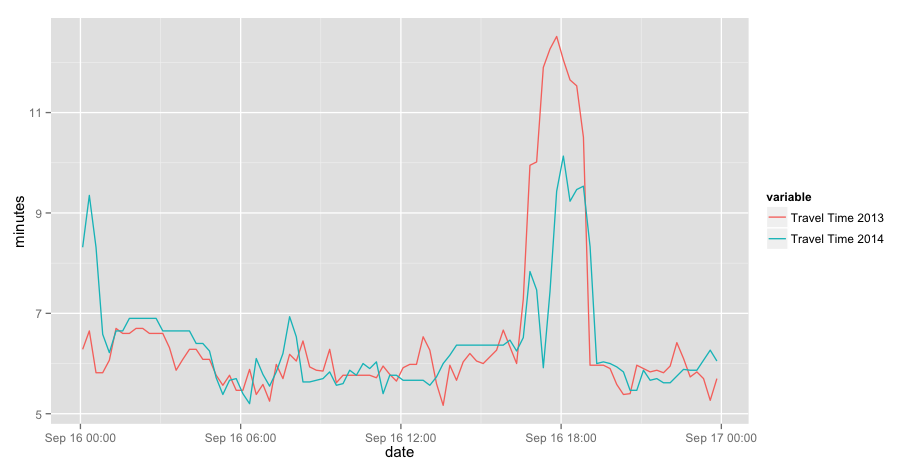 11
9
7
5
minutes
Sep 16 00:00
Sep 16 06:00
Sep 16 12:00
Sep 16 18:00
Sep 17 00:00
date
variable
Travel Time 2013
Travel Time 2014